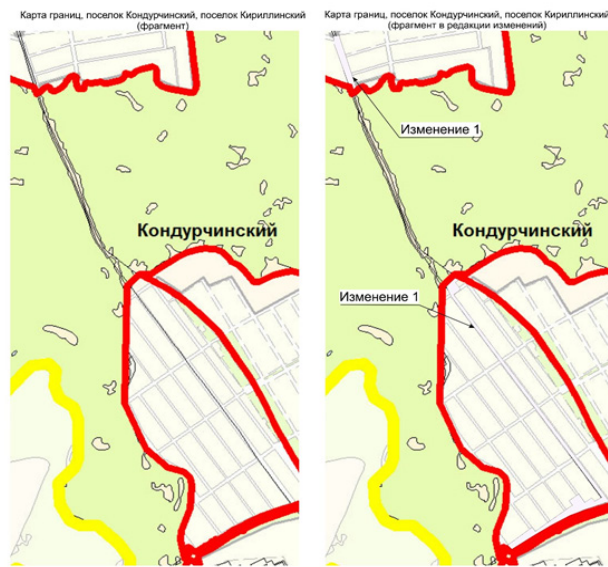 Карта границ, поселок Кондурчинский, поселок Кириллинский
(фрагмент)
Кондурчинский
Карта границ, поселок Кондурчинский, поселок Кириллинский
(фрагмент в редакции изменений)
Изменение 1
Кондурчинский
Изменение 1